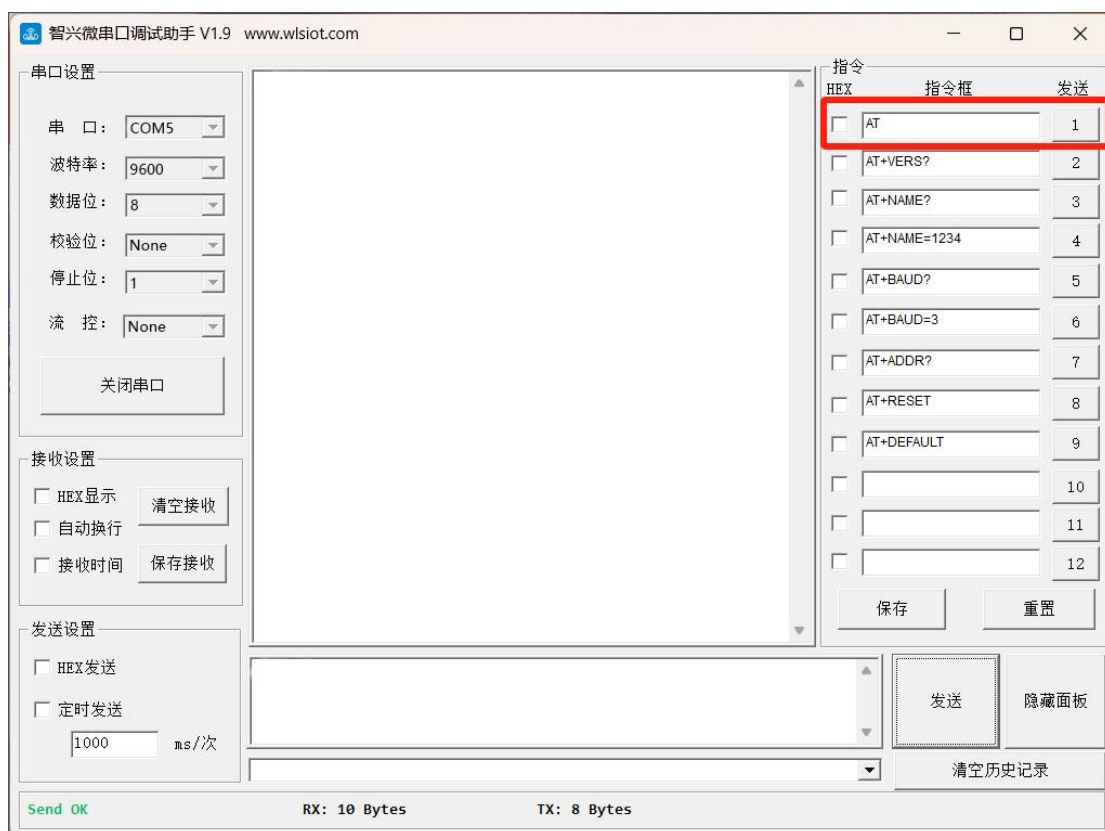 智兴微串口调试助手 V1.9 www.wlsiot.com
串口设置
串 口： COM5
波特率： 9600
数据位： 8
校验位： None
停止位： 1
流 控： None
关闭串口
接收设置
HEX显示
清空接收
自动换行
接收时间
保存接收
发送设置
HEX发送
定时发送
1000 ms/次
指令
HEX 指令框 发送
AT 1
AT+VERS? 2
AT+NAME? 3
AT+NAME=1234 4
AT+BAUD? 5
AT+BAUD=3 6
AT+ADDR? 7
AT+RESET 8
AT+DEFAULT 9
10
11
12
保存 重置
发送 隐藏面板
清空历史记录
Send OK RX: 10 Bytes TX: 8 Bytes